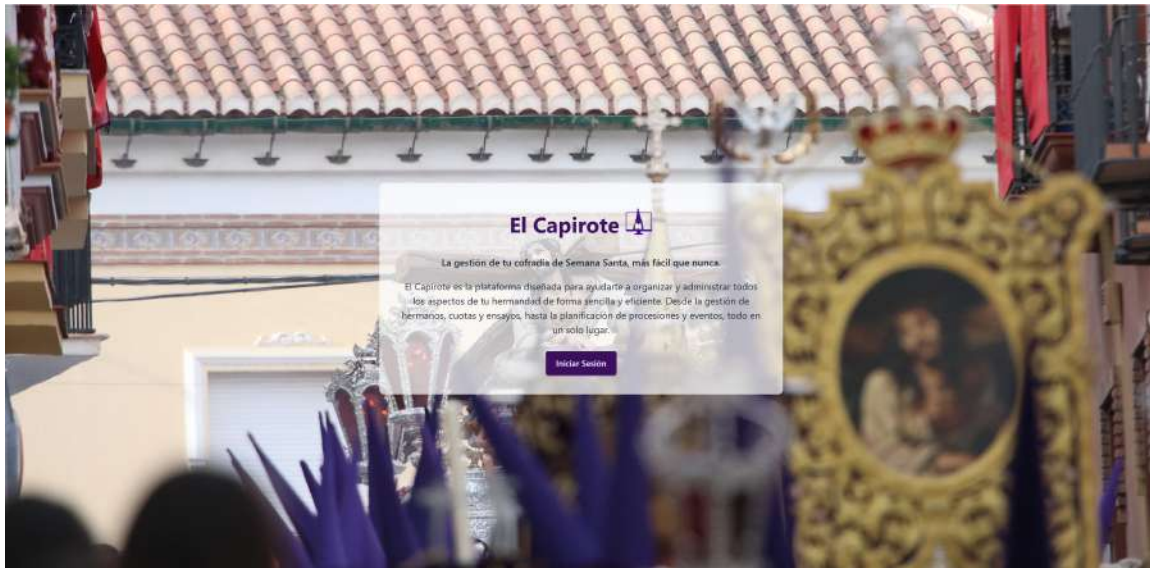 El Capirote
La gestión de tu cofradía de Semana Santa, más fácil que nunca.
El Capirote es la plataforma diseñada para ayudarte a organizar y administrar todos
los aspectos de tu hermandad de forma sencilla y eficiente. Desde la gestión de
hermanos, cuotas y ensayos, hasta la planificación de procesiones y eventos, todo en
un solo lugar.
Iniciar Sesión